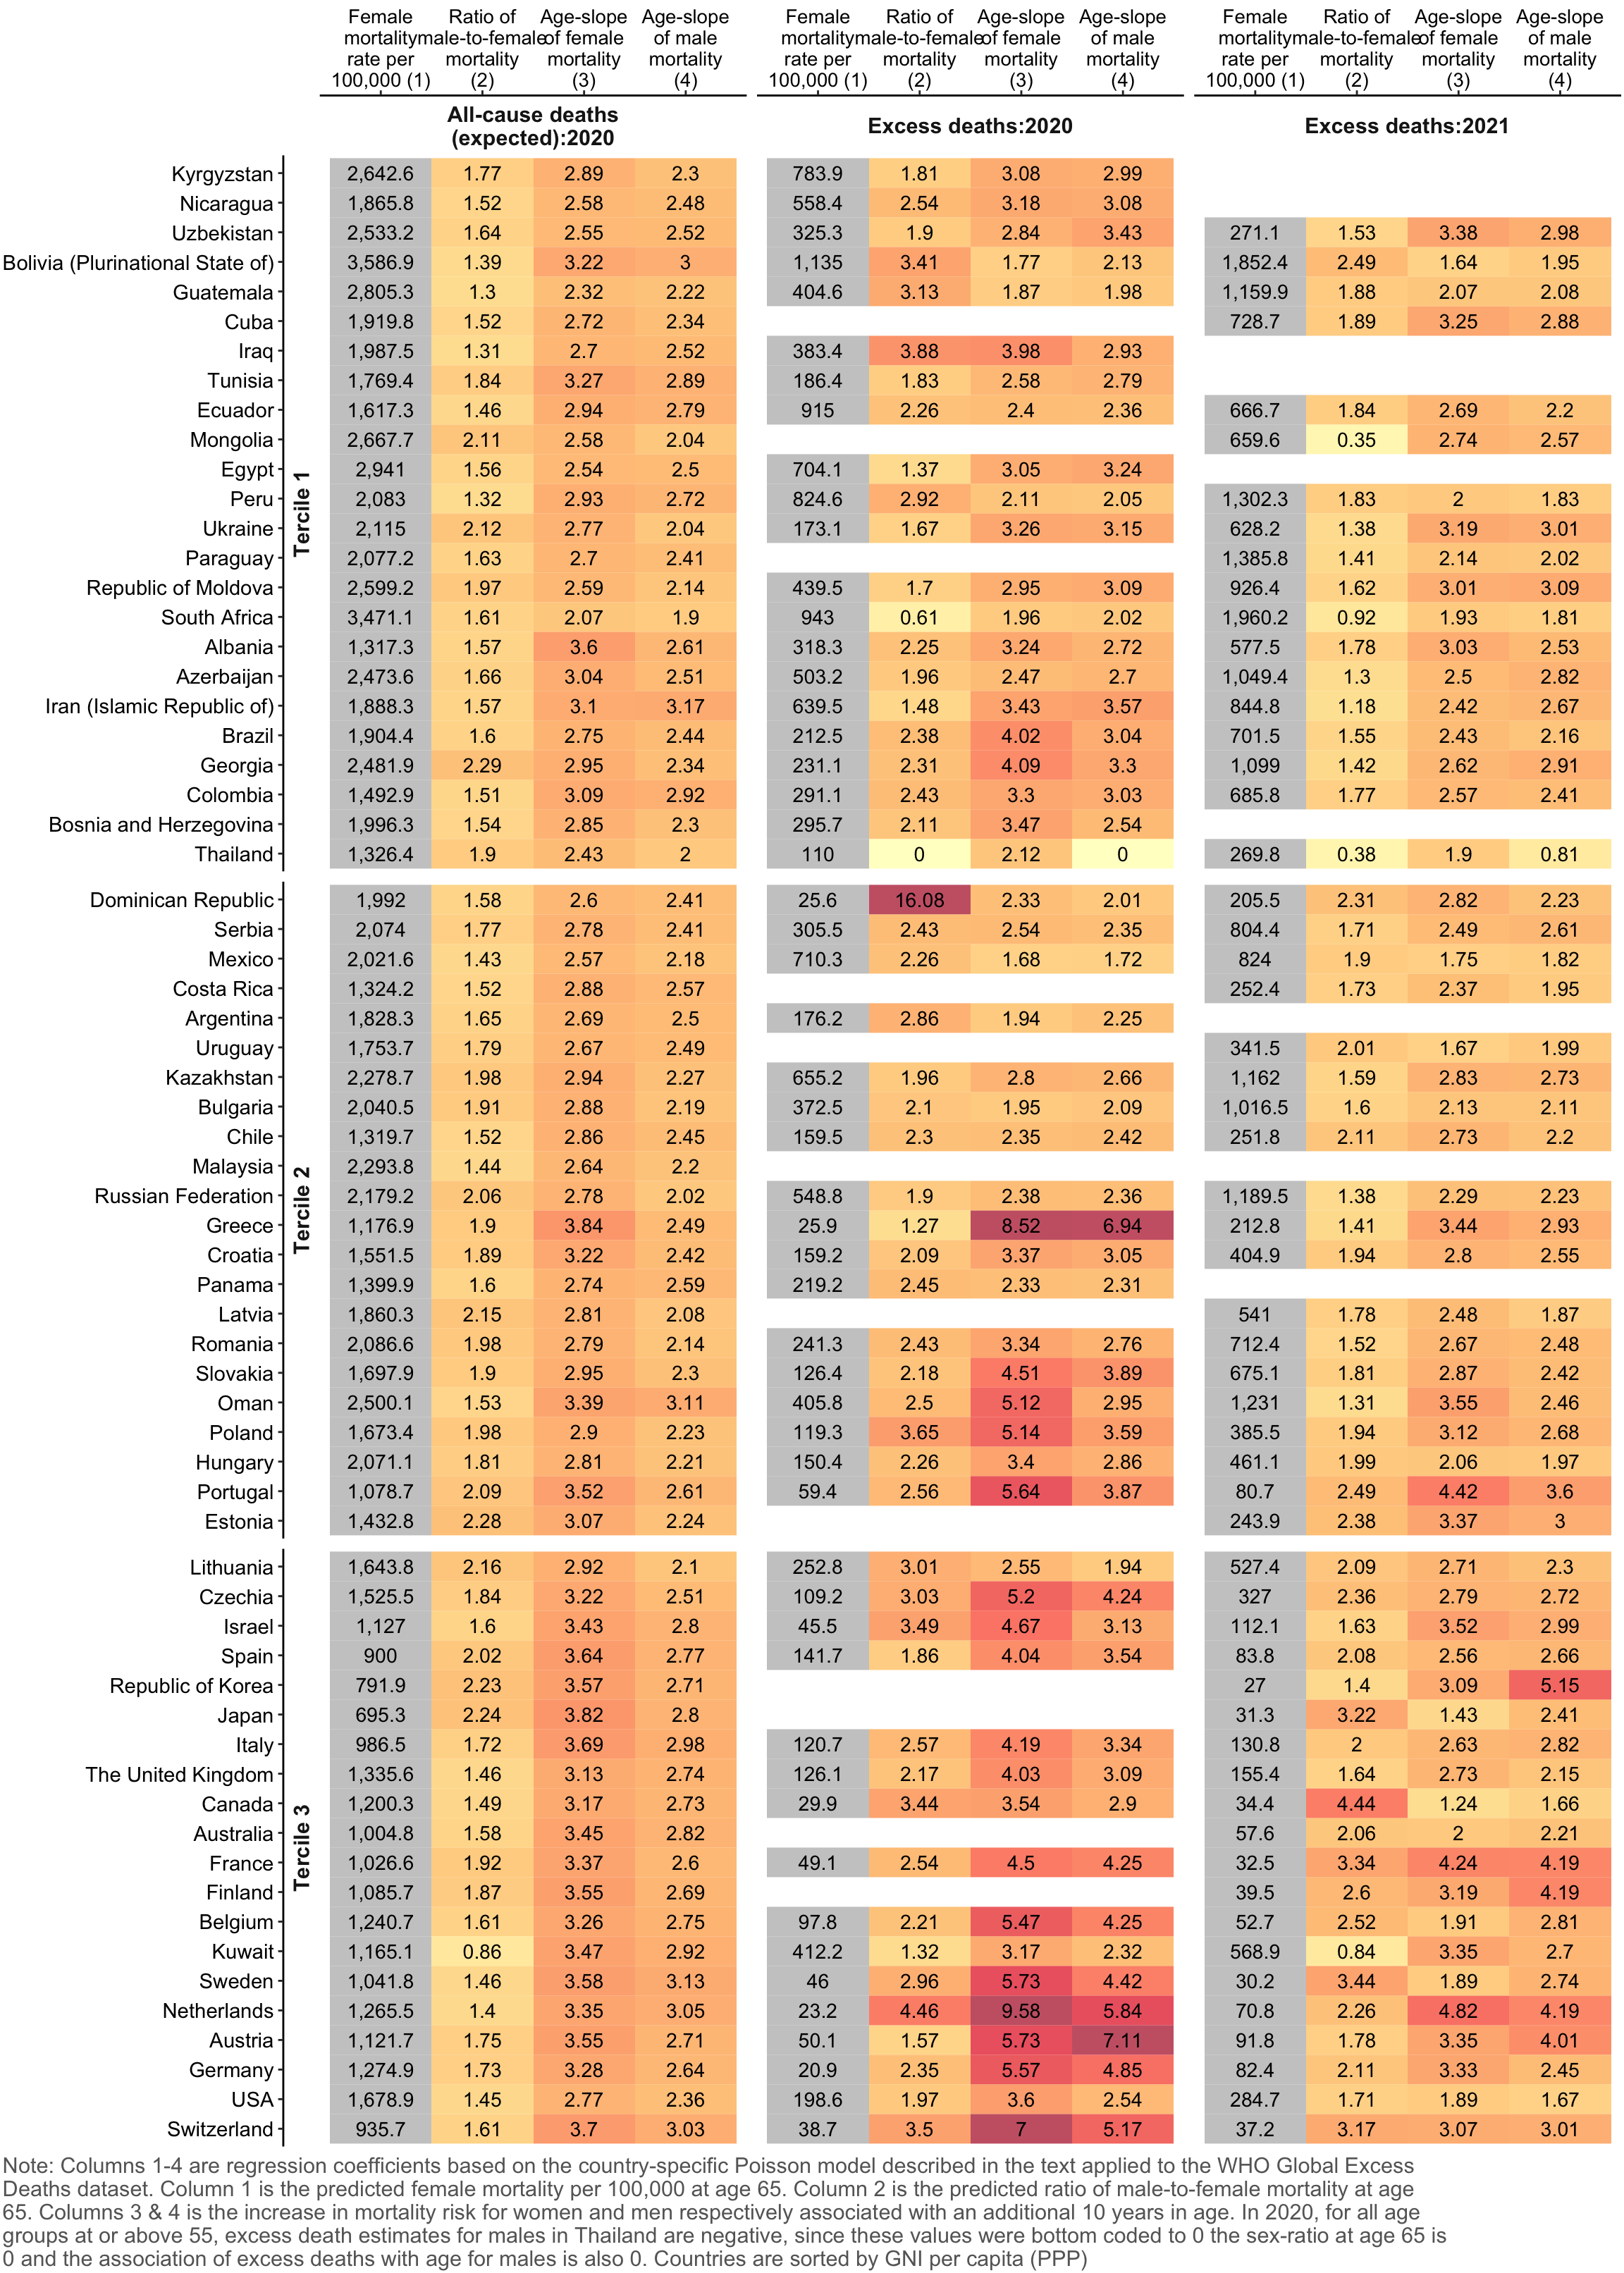 Female Ratio of Age-slope Age-slope Female Ratio of Age-slope Age-slope Female Ratio of Age-slope Age-slope
mortality male-to-female of female of male mortality male-to-female of female of male mortality male-to-female of female of male
rate per mortality mortality mortality rate per mortality mortality mortality rate per mortality mortality mortality
100,000 (1) (2) (3) (4) 100,000 (1) (2) (3) (4) 100,000 (1) (2) (3) (4)
All-cause deaths
(expected):2020 Excess deaths:2020 Excess deaths:2021
Tercile 1
Kyrgyzstan 2,642.6 1.77 2.89 2.3 783.9 1.81 3.08 2.99
Nicaragua 1,865.8 1.52 2.58 2.48 558.4 2.54 3.18 3.08
Uzbekistan 2,533.2 1.64 2.55 2.52 325.3 1.9 2.84 3.43 271.1 1.53 3.38 2.98
Bolivia (Plurinational State of) 3,586.9 1.39 3.22 3 1,135 3.41 1.77 2.13 1,852.4 2.49 1.64 1.95
Guatemala 2,805.3 1.3 2.32 2.22 404.6 3.13 1.87 1.98 1,159.9 1.88 2.07 2.08
Cuba 1,919.8 1.52 2.72 2.34 728.7 1.89 3.25 2.88
Iraq 1,987.5 1.31 2.7 2.52 383.4 3.88 3.98 2.93
Tunisia 1,769.4 1.84 3.27 2.89 186.4 1.83 2.58 2.79
Ecuador 1,617.3 1.46 2.94 2.79 915 2.26 2.4 2.36 666.7 1.84 2.69 2.2
Mongolia 2,667.7 2.11 2.58 2.04 659.6 0.35 2.74 2.57
Egypt 2,941 1.56 2.54 2.5 704.1 1.37 3.05 3.24
Peru 2,083 1.32 2.93 2.72 824.6 2.92 2.11 2.05 1,302.3 1.83 2 1.83
Ukraine 2,115 2.12 2.77 2.04 173.1 1.67 3.26 3.15 628.2 1.38 3.19 3.01
Paraguay 2,077.2 1.63 2.7 2.41 1,385.8 1.41 2.14 2.02
Republic of Moldova 2,599.2 1.97 2.59 2.14 439.5 1.7 2.95 3.09 926.4 1.62 3.01 3.09
South Africa 3,471.1 1.61 2.07 1.9 943 0.61 1.96 2.02 1,960.2 0.92 1.93 1.81
Albania 1,317.3 1.57 3.6 2.61 318.3 2.25 3.24 2.72 577.5 1.78 3.03 2.53
Azerbaijan 2,473.6 1.66 3.04 2.51 503.2 1.96 2.47 2.7 1,049.4 1.3 2.5 2.82
Iran (Islamic Republic of) 1,888.3 1.57 3.1 3.17 639.5 1.48 3.43 3.57 844.8 1.18 2.42 2.67
Brazil 1,904.4 1.6 2.75 2.44 212.5 2.38 4.02 3.04 701.5 1.55 2.43 2.16
Georgia 2,481.9 2.29 2.95 2.34 231.1 2.31 4.09 3.3 1,099 1.42 2.62 2.91
Colombia 1,492.9 1.51 3.09 2.92 291.1 2.43 3.3 3.03 685.8 1.77 2.57 2.41
Bosnia and Herzegovina 1,996.3 1.54 2.85 2.3 295.7 2.11 3.47 2.54
Thailand 1,326.4 1.9 2.43 2 110 0 2.12 0 269.8 0.38 1.9 0.81
Tercile 2
Dominican Republic 1,992 1.58 2.6 2.41 25.6 16.08 2.33 2.01 205.5 2.31 2.82 2.23
Serbia 2,074 1.77 2.78 2.41 305.5 2.43 2.54 2.35 804.4 1.71 2.49 2.61
Mexico 2,021.6 1.43 2.57 2.18 710.3 2.26 1.68 1.72 824 1.9 1.75 1.82
Costa Rica 1,324.2 1.52 2.88 2.57 252.4 1.73 2.37 1.95
Argentina 1,828.3 1.65 2.69 2.5 176.2 2.86 1.94 2.25
Uruguay 1,753.7 1.79 2.67 2.49 341.5 2.01 1.67 1.99
Kazakhstan 2,278.7 1.98 2.94 2.27 655.2 1.96 2.8 2.66 1,162 1.59 2.83 2.73
Bulgaria 2,040.5 1.91 2.88 2.19 372.5 2.1 1.95 2.09 1,016.5 1.6 2.13 2.11
Chile 1,319.7 1.52 2.86 2.45 159.5 2.3 2.35 2.42 251.8 2.11 2.73 2.2
Malaysia 2,293.8 1.44 2.64 2.2
Russian Federation 2,179.2 2.06 2.78 2.02 548.8 1.9 2.38 2.36 1,189.5 1.38 2.29 2.23
Greece 1,176.9 1.9 3.84 2.49 25.9 1.27 8.52 6.94 212.8 1.41 3.44 2.93
Croatia 1,551.5 1.89 3.22 2.42 159.2 2.09 3.37 3.05 404.9 1.94 2.8 2.55
Panama 1,399.9 1.6 2.74 2.59 219.2 2.45 2.33 2.31
Latvia 1,860.3 2.15 2.81 2.08 541 1.78 2.48 1.87
Romania 2,086.6 1.98 2.79 2.14 241.3 2.43 3.34 2.76 712.4 1.52 2.67 2.48
Slovakia 1,697.9 1.9 2.95 2.3 126.4 2.18 4.51 3.89 675.1 1.81 2.87 2.42
Oman 2,500.1 1.53 3.39 3.11 405.8 2.5 5.12 2.95 1,231 1.31 3.55 2.46
Poland 1,673.4 1.98 2.9 2.23 119.3 3.65 5.14 3.59 385.5 1.94 3.12 2.68
Hungary 2,071.1 1.81 2.81 2.21 150.4 2.26 3.4 2.86 461.1 1.99 2.06 1.97
Portugal 1,078.7 2.09 3.52 2.61 59.4 2.56 5.64 3.87 80.7 2.49 4.42 3.6
Estonia 1,432.8 2.28 3.07 2.24 243.9 2.38 3.37 3
Tercile 3
Lithuania 1,643.8 2.16 2.92 2.1 252.8 3.01 2.55 1.94 527.4 2.09 2.71 2.3
Czechia 1,525.5 1.84 3.22 2.51 109.2 3.03 5.2 4.24 327 2.36 2.79 2.72
Israel 1,127 1.6 3.43 2.8 45.5 3.49 4.67 3.13 112.1 1.63 3.52 2.99
Spain 900 2.02 3.64 2.77 141.7 1.86 4.04 3.54 83.8 2.08 2.56 2.66
Republic of Korea 791.9 2.23 3.57 2.71 27 1.4 3.09 5.15
Japan 695.3 2.24 3.82 2.8 31.3 3.22 1.43 2.41
Italy 986.5 1.72 3.69 2.98 120.7 2.57 4.19 3.34 130.8 2 2.63 2.82
The United Kingdom 1,335.6 1.46 3.13 2.74 126.1 2.17 4.03 3.09 155.4 1.64 2.73 2.15
Canada 1,200.3 1.49 3.17 2.73 29.9 3.44 3.54 2.9 34.4 4.44 1.24 1.66
Australia 1,004.8 1.58 3.45 2.82 57.6 2.06 2 2.21
France 1,026.6 1.92 3.37 2.6 49.1 2.54 4.5 4.25 32.5 3.34 4.24 4.19
Finland 1,085.7 1.87 3.55 2.69 39.5 2.6 3.19 4.19
Belgium 1,240.7 1.61 3.26 2.75 97.8 2.21 5.47 4.25 52.7 2.52 1.91 2.81
Kuwait 1,165.1 0.86 3.47 2.92 412.2 1.32 3.17 2.32 568.9 0.84 3.35 2.7
Sweden 1,041.8 1.46 3.58 3.13 46 2.96 5.73 4.42 30.2 3.44 1.89 2.74
Netherlands 1,265.5 1.4 3.35 3.05 23.2 4.46 9.58 5.84 70.8 2.26 4.82 4.19
Austria 1,121.7 1.75 3.55 2.71 50.1 1.57 5.73 7.11 91.8 1.78 3.35 4.01
Germany 1,274.9 1.73 3.28 2.64 20.9 2.35 5.57 4.85 82.4 2.11 3.33 2.45
USA 1,678.9 1.45 2.77 2.36 198.6 1.97 3.6 2.54 284.7 1.71 1.89 1.67
Switzerland 935.7 1.61 3.7 3.03 38.7 3.5 7 5.17 37.2 3.17 3.07 3.01
Note: Columns 1-4 are regression coefficients based on the country-specific Poisson model described in the text applied to the WHO Global Excess
Deaths dataset. Column 1 is the predicted female mortality per 100,000 at age 65. Column 2 is the predicted ratio of male-to-female mortality at age
65. Columns 3 & 4 is the increase in mortality risk for women and men respectively associated with an additional 10 years in age. In 2020, for all age
groups at or above 55, excess death estimates for males in Thailand are negative, since these values were bottom coded to 0 the sex-ratio at age 65 is
0 and the association of excess deaths with age for males is also 0. Countries are sorted by GNI per capita (PPP)